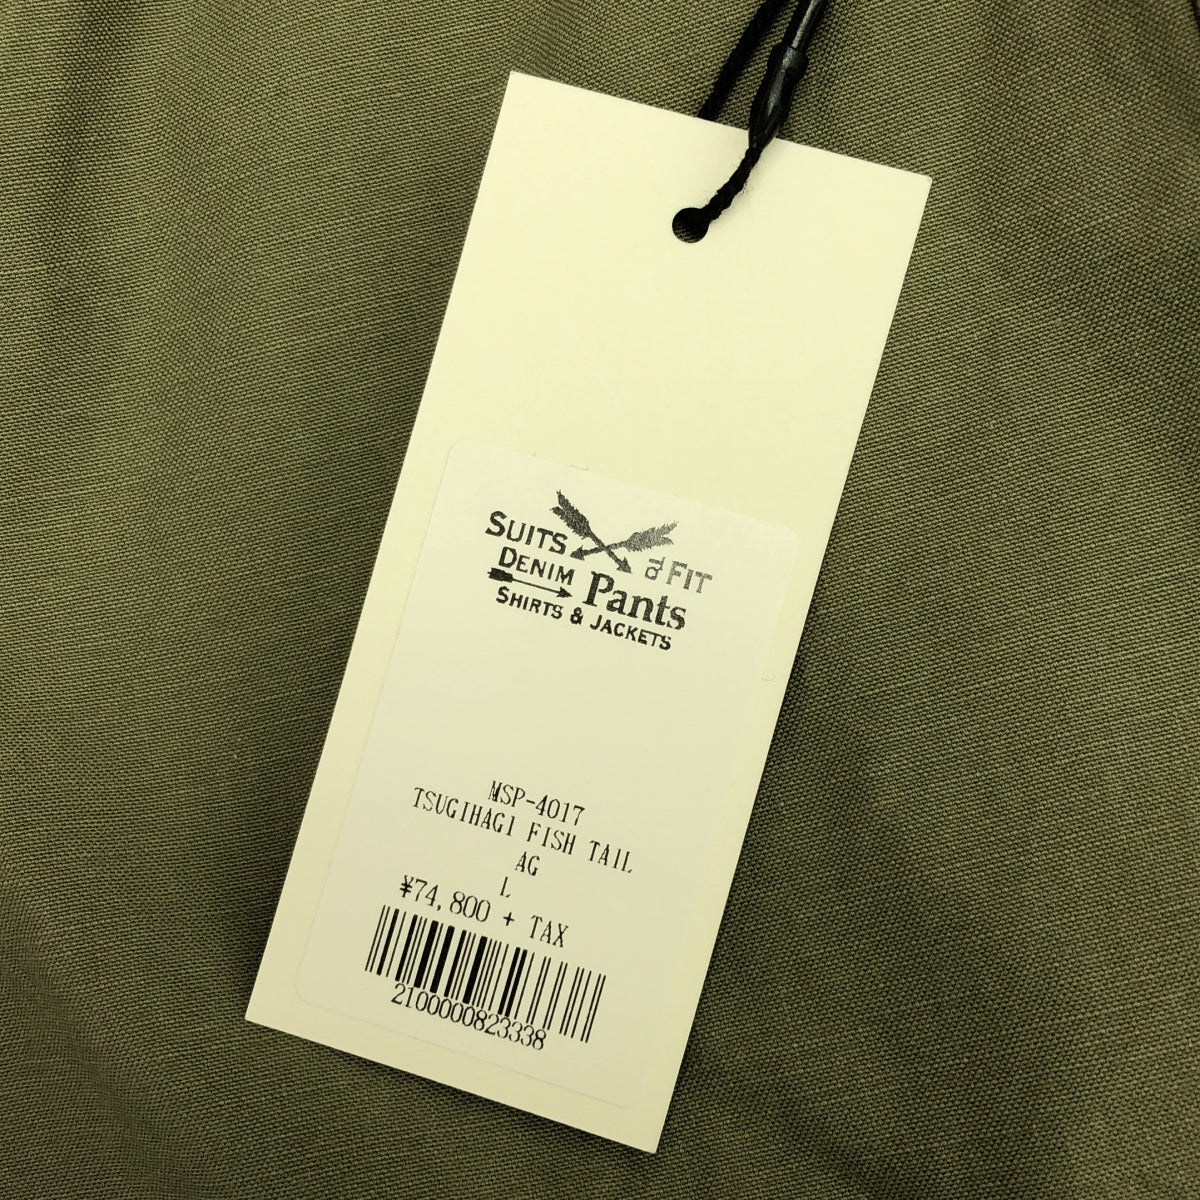 SUITS & FIT
DENIM Pants
SHIRTS & JACKETS
MSP-4017
TSUGIHAGI FISH TAIL
AG
L
¥74,800 + TAX
2100000823338